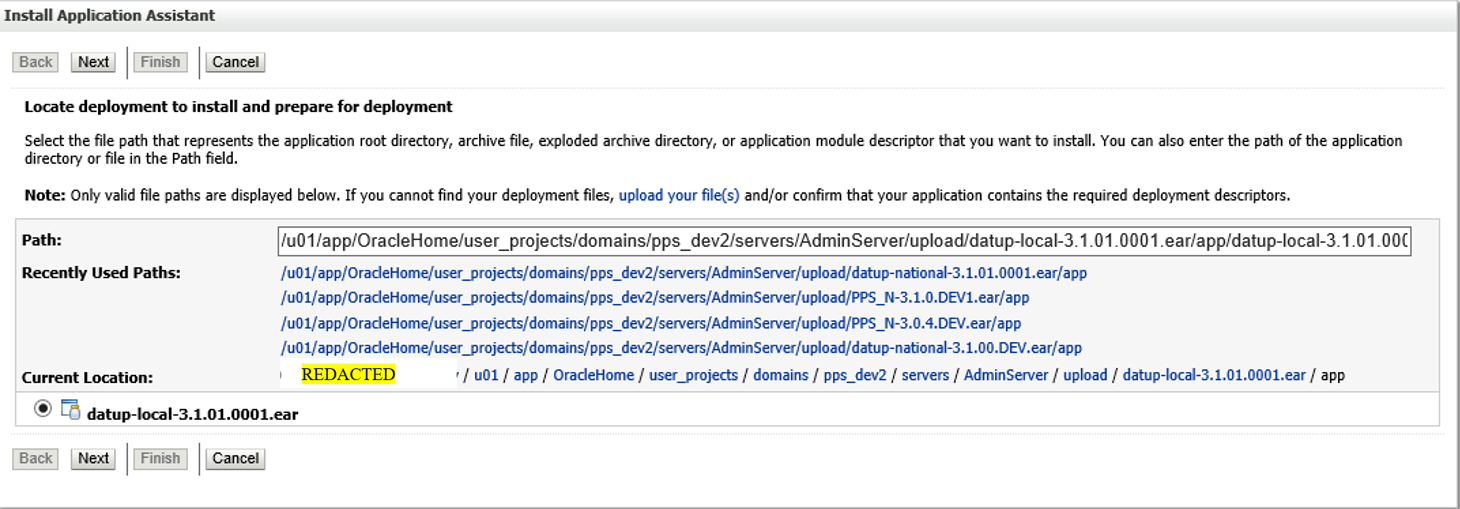 Install Application Assistant
Back Next Finish Cancel
Locate deployment to install and prepare for deployment
Select the file path that represents the application root directory, archive file, exploded archive directory, or application module descriptor that you want to install. You can also enter the path of the application
directory or file in the Path field.
Note: Only valid file paths are displayed below. If you cannot find your deployment files, upload your file(s) and/or confirm that your application contains the required deployment descriptors.
Path: /u01/app/OracleHome/user_projects/domains/pps_dev2/servers/AdminServer/upload/datup-local-3.1.01.0001.ear/app/datup-local-3.1.01.000
Recently Used Paths: /u01/app/OracleHome/user_projects/domains/pps_dev2/servers/AdminServer/upload/datup-national-3.1.01.0001.ear/app
/u01/app/OracleHome/user_projects/domains/pps_dev2/servers/AdminServer/upload/PPS_N-3.1.0.DEV1.ear/app
/u01/app/OracleHome/user_projects/domains/pps_dev2/servers/AdminServer/upload/PPS_N-3.0.4.DEV.ear/app
/u01/app/OracleHome/user_projects/domains/pps_dev2/servers/AdminServer/upload/datup-national-3.1.00.DEV.ear/app
Current Location: REDACTED / u01 / app / OracleHome / user_projects / domains / pps_dev2 / servers / AdminServer / upload / datup-local-3.1.01.0001.ear / app
datup-local-3.1.01.0001.ear
Back Next Finish Cancel